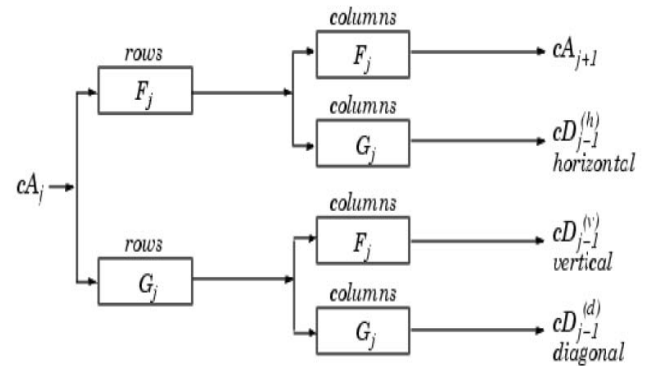 columns
rows
F_j
cA_{j+1}
F_j
columns
G_j
cD_{j-1}^{(h)}
horizontal
cA_j
columns
rows
F_j
cD_{j-1}^{(v)}
vertical
G_j
columns
G_j
cD_{j-1}^{(d)}
diagonal